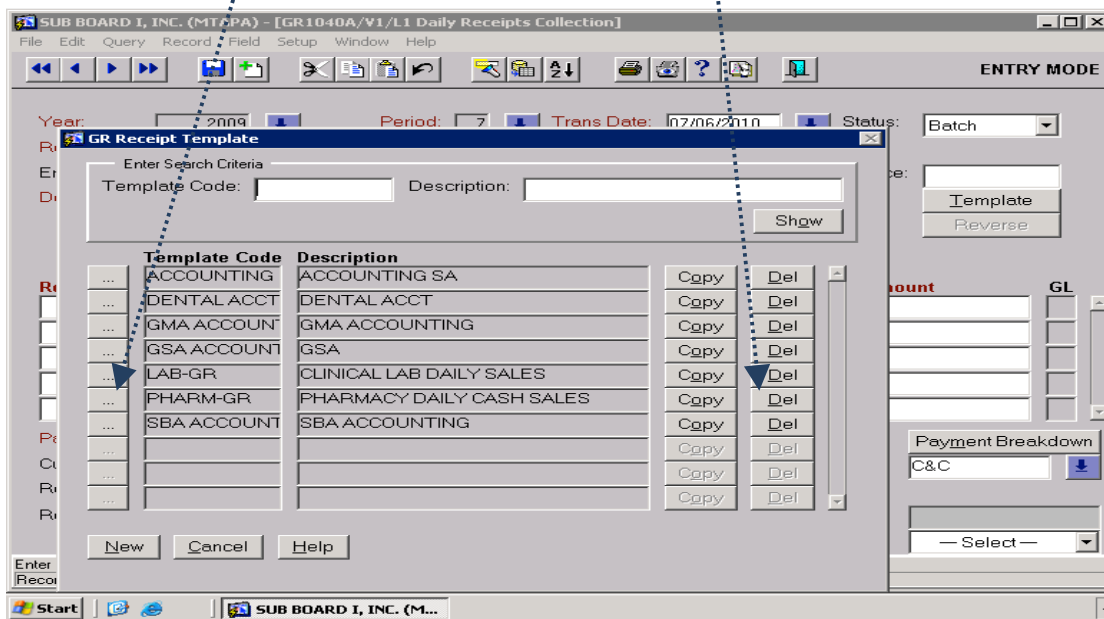 SUB BOARD I, INC. (MTAPA) - [GR1040A/V1/L1 Daily Receipts Collection]
File Edit Query Record Field Setup Window Help
ENTRY MODE
Year: 2009 Period: 7 Trans Date: 07/06/2010 Status: Batch
GR Receipt Template
Enter Search Criteria
Template Code: Description:
Show
Template
Reverse
Template Code Description
... ACCOUNTING ACCOUNTING SA Copy Del
... DENTAL ACCT DENTAL ACCT Copy Del
... GMA ACCOUNT GMA ACCOUNTING Copy Del
... GSA ACCOUNT GSA Copy Del
... LAB-GR CLINICAL LAB DAILY SALES Copy Del
... PHARM-GR PHARMACY DAILY CASH SALES Copy Del
... SBA ACCOUNT SBA ACCOUNTING Copy Del
... Copy Del
... Copy Del
... Copy Del
GL
Payment Breakdown
C&C
— Select —
New Cancel Help
Enter
Start SUB BOARD I, INC. (M...